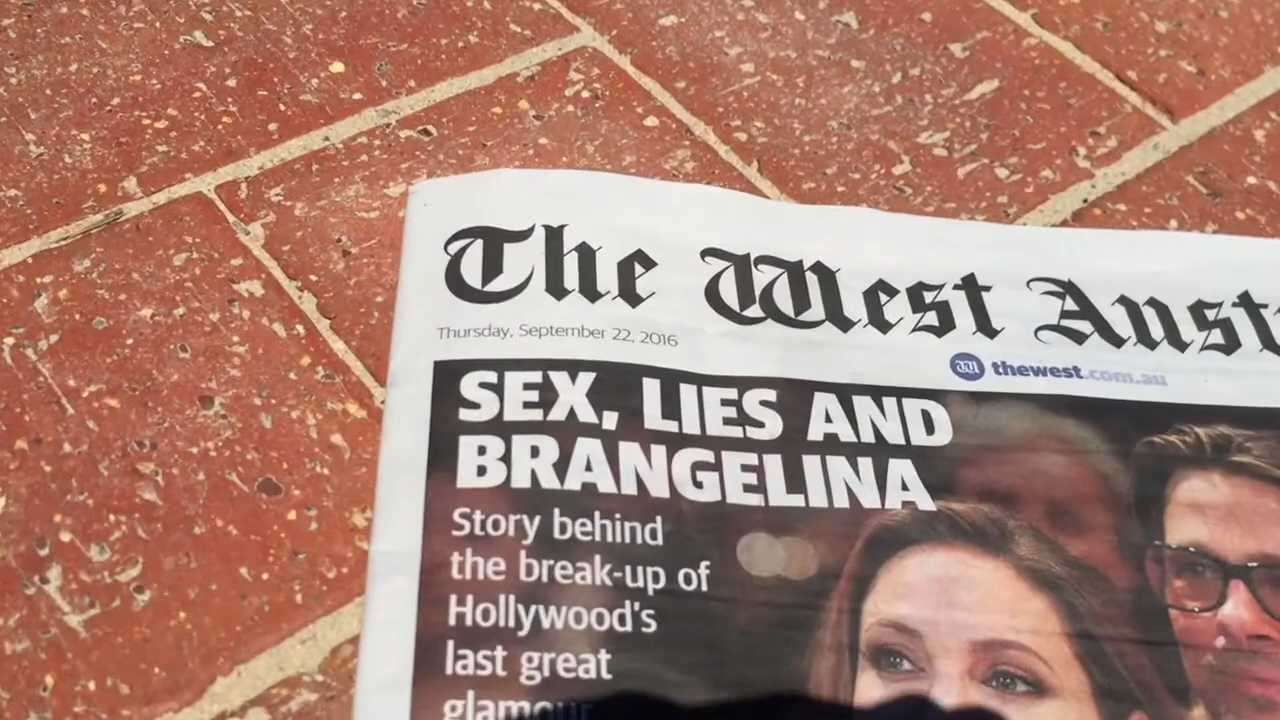 The West Aust
Thursday, September 22, 2016
thewest.com.au
SEX, LIES AND
BRANGELINA
Story behind
the break-up of
Hollywood's
last great
glamour